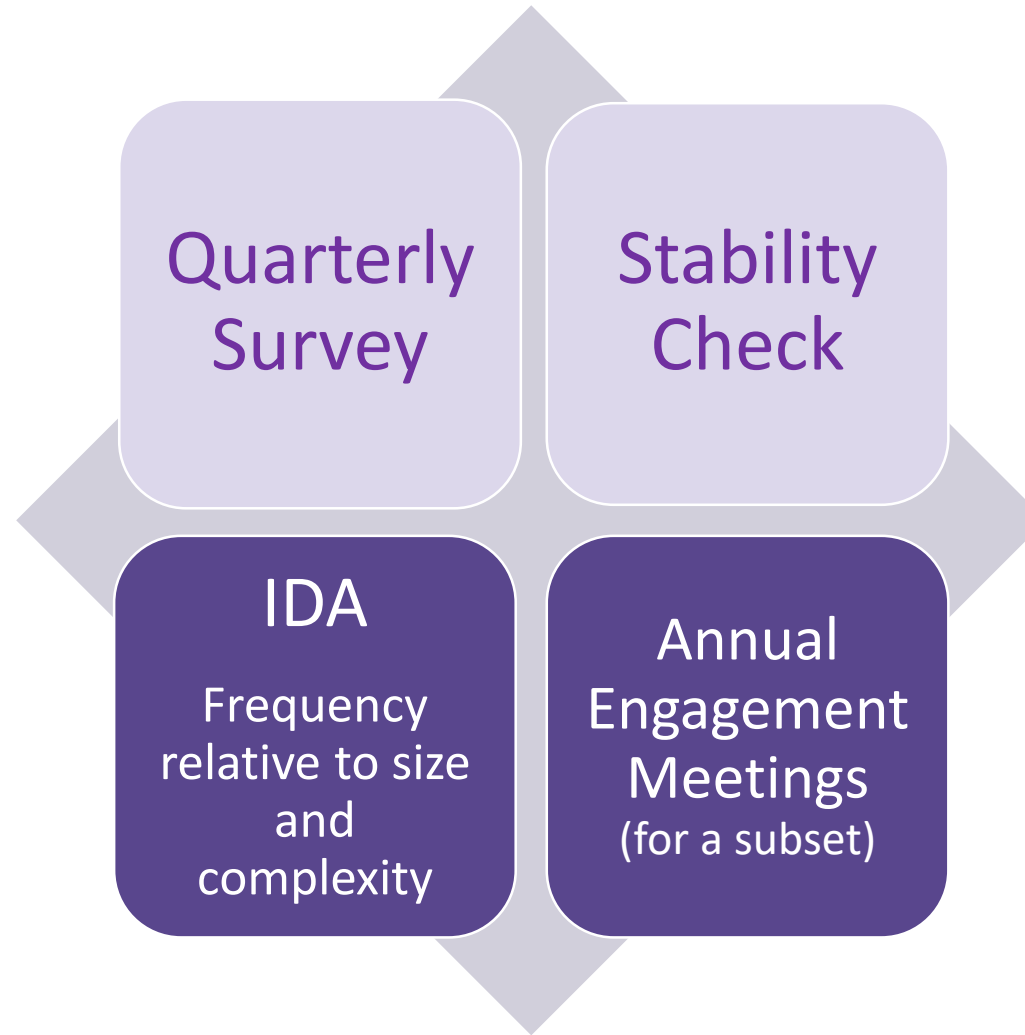 Quarterly
Survey
Stability
Check
IDA
Frequency
relative to size
and
complexity
Annual
Engagement
Meetings
(for a subset)